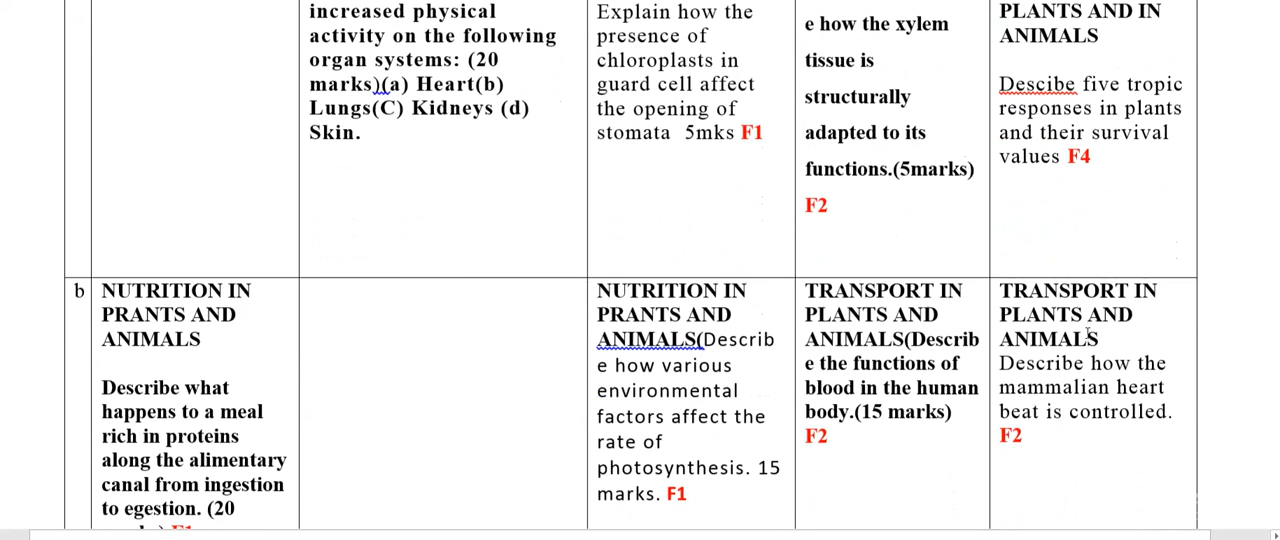 increased physical
activity on the following
organ systems: (20
marks)(a) Heart(b)
Lungs(C) Kidneys (d)
Skin.
Explain how the
presence of
chloroplasts in
guard cell affect
the opening of
stomata 5mks F1
e how the xylem
tissue is
structurally
adapted to its
functions.(5marks)
F2
PLANTS AND IN
ANIMALS
Descibe five tropic
responses in plants
and their survival
values F4
b
NUTRITION IN
PRANTS AND
ANIMALS
Describe what
happens to a meal
rich in proteins
along the alimentary
canal from ingestion
to egestion. (20
NUTRITION IN
PRANTS AND
ANIMALS(Describ
e how various
environmental
factors affect the
rate of
photosynthesis. 15
marks. F1
TRANSPORT IN
PLANTS AND
ANIMALS(Describ
e the functions of
blood in the human
body.(15 marks)
F2
TRANSPORT IN
PLANTS AND
ANIMALS
Describe how the
mammalian heart
beat is controlled.
F2